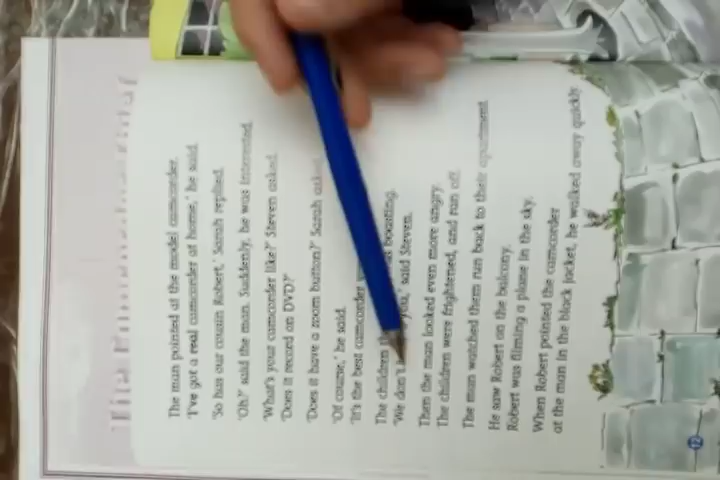 The man pointed at the model camcorder.
'I've got a real camcorder at home,' he said.
'So has our cousin Robert,' Sarah replied.
'Oh?' said the man. Suddenly, he was interested.
'What's your camcorder like?' Steven asked.
'Does it record on DVD?'
'Does it have a zoom button?' Sarah asked.
'Of course,' he said.
'It's the best camcorder
The children boasting.
'We don't you,' said Steven.
Then the man looked even more angry.
The children were frightened, and ran off.
The man watched them run back to their apartment.
He saw Robert on the balcony.
Robert was filming a plane in the sky.
When Robert pointed the camcorder
at the man in the black jacket, he walked away quickly.
12